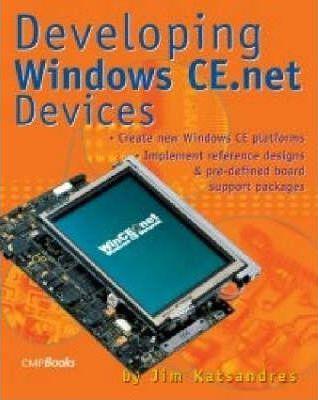 Developing
Windows CE.net
Devices
• Create new Windows CE platforms
• Implement reference designs
& pre-defined board
support packages
WinCE.net
CMPBooks
by Jim Katsandres